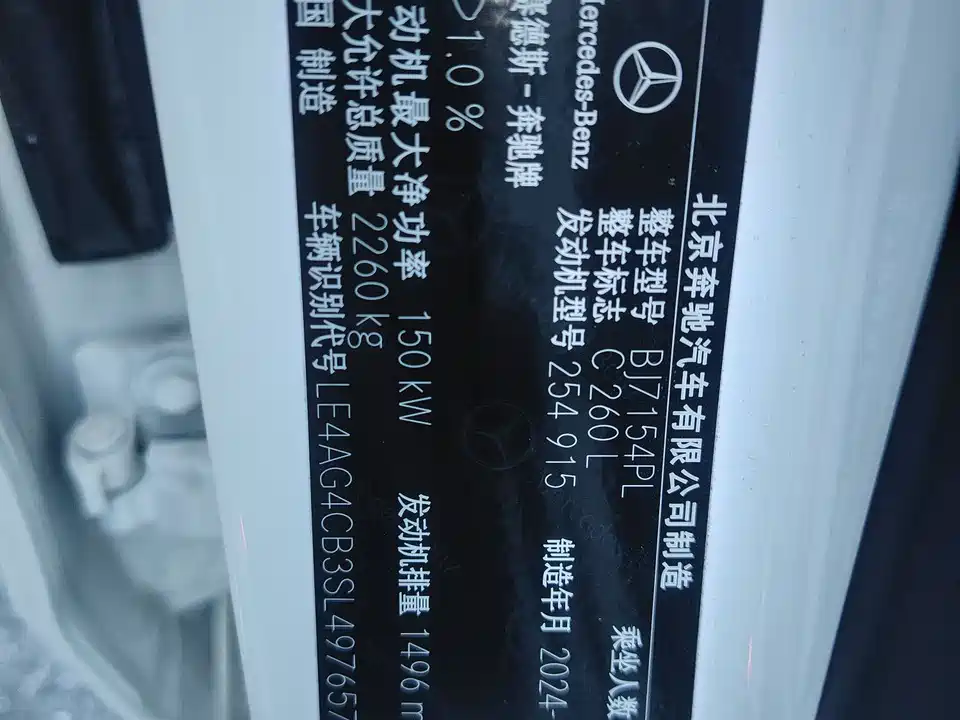 北京奔驰汽车有限公司制造
Mercedes-Benz
整车型号 BJ7154PL
整车标志 C 260 L 乘坐人数
梅赛德斯-奔驰牌 发动机型号 254 915 制造年月 2024-
1.0 %
动机最大净功率 150 kW 发动机排量 1496 m
大允许总质量 2260 kg
国 制造 车辆识别代号 LE4AG4CB3SL497657